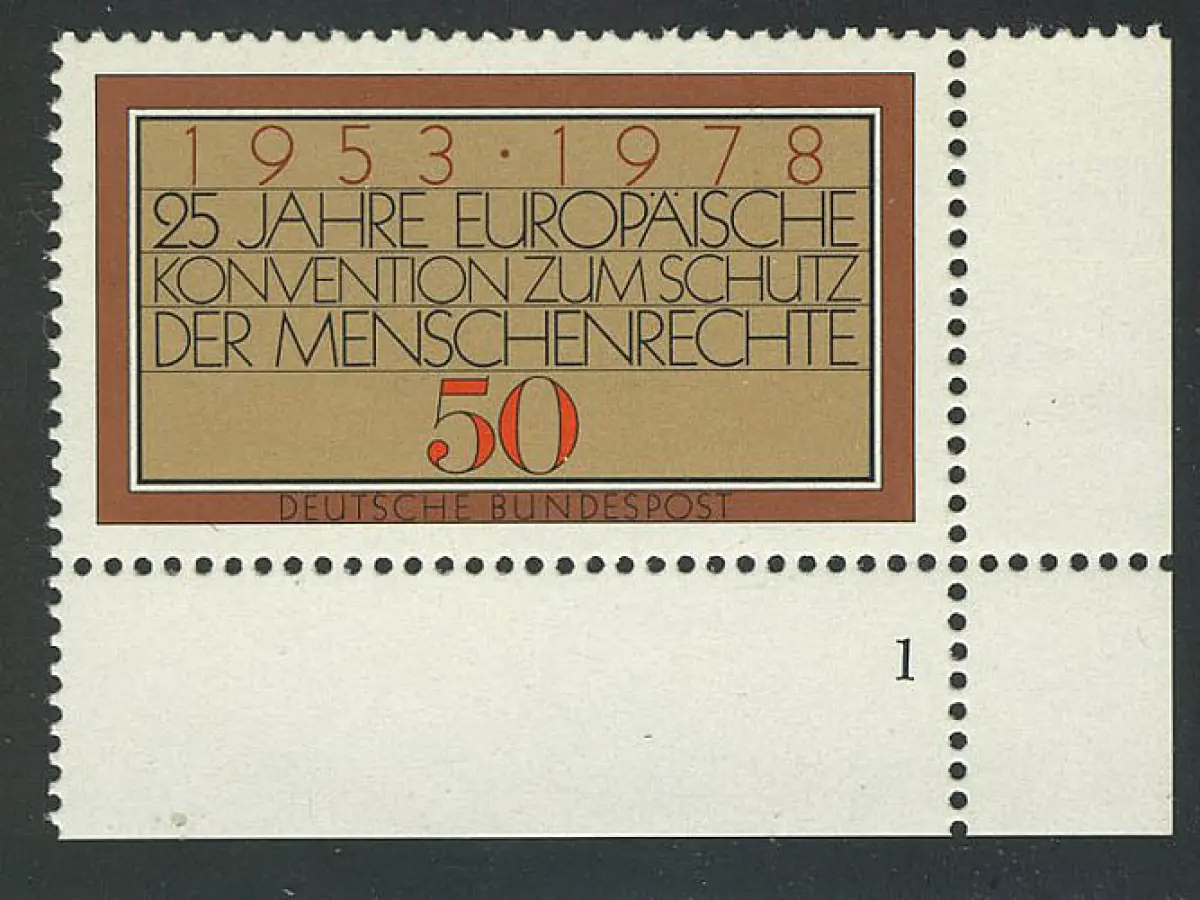 1953·1978
25 JAHRE EUROPÄISCHE
KONVENTION ZUM SCHUTZ
DER MENSCHENRECHTE
50
DEUTSCHE BUNDESPOST
1